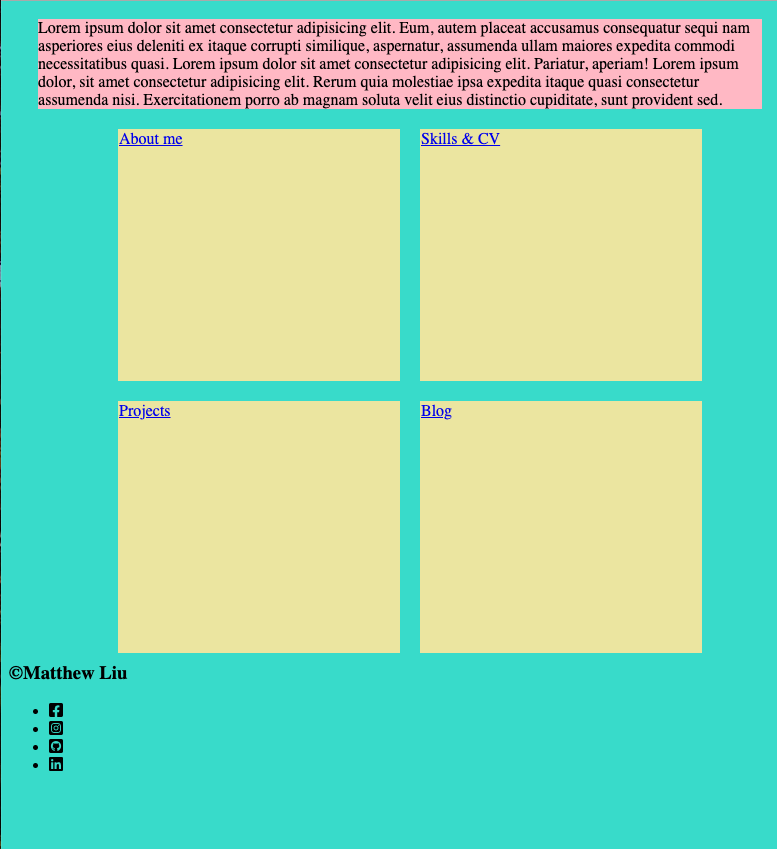 Lorem ipsum dolor sit amet consectetur adipisicing elit. Eum, autem placeat accusamus consequatur sequi nam
asperiores eius deleniti ex itaque corrupti similique, aspernatur, assumenda ullam maiores expedita commodi
necessitatibus quasi. Lorem ipsum dolor sit amet consectetur adipisicing elit. Pariatur, aperiam! Lorem ipsum
dolor, sit amet consectetur adipisicing elit. Rerum quia molestiae ipsa expedita itaque quasi consectetur
assumenda nisi. Exercitationem porro ab magnam soluta velit eius distinctio cupiditate, sunt provident sed.
About me
Skills & CV
Projects
Blog
©Matthew Liu